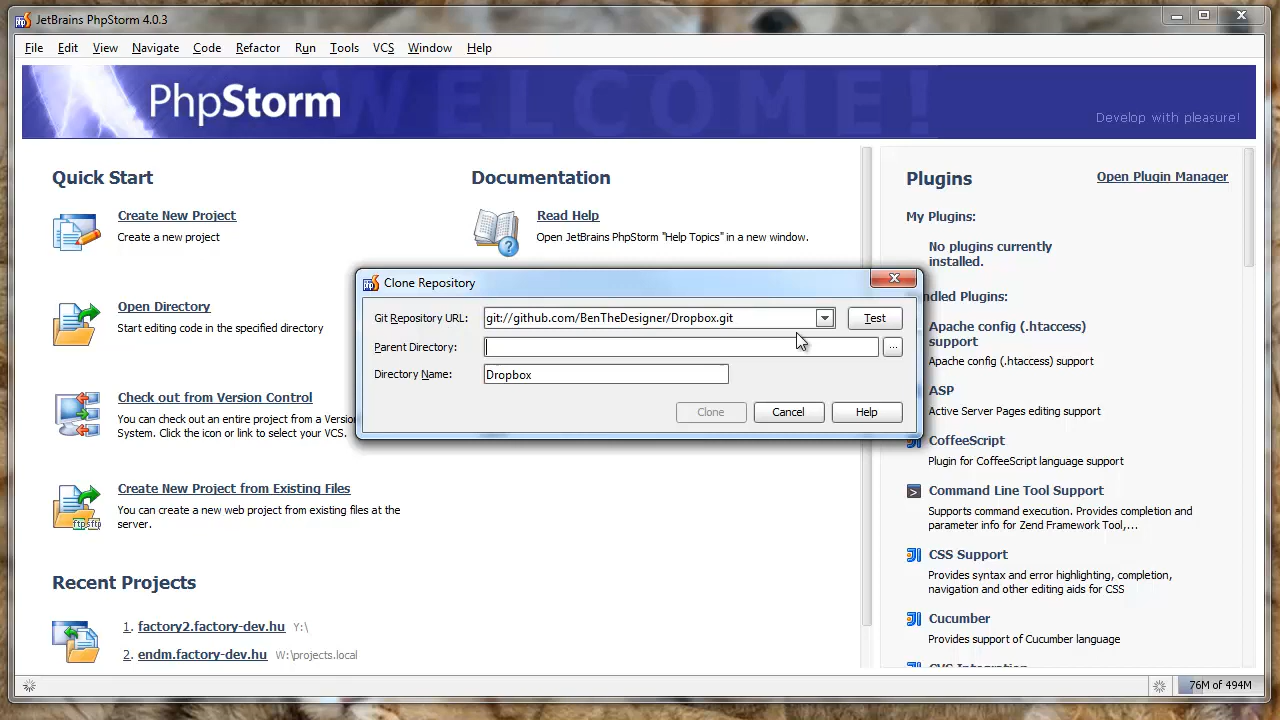 JetBrains PhpStorm 4.0.3
File Edit View Navigate Code Refactor Run Tools VCS Window Help
PhpStorm
WELCOME!
Develop with pleasure!
Quick Start
Create New Project
Create a new project
Open Directory
Start editing code in the specified directory
Check out from Version Control
You can check out an entire project from a Versio
System. Click the icon or link to select your VCS.
Create New Project from Existing Files
You can create a new web project from existing files at the
server.
ftp sftp
Recent Projects
1. factory2.factory-dev.hu Y:\
2. endm.factory-dev.hu W:\projects.local
Documentation
Read Help
Open JetBrains PhpStorm "Help Topics" in a new window.
Clone Repository
Git Repository URL: git://github.com/BenTheDesigner/Dropbox.git Test
Parent Directory: ...
Directory Name: Dropbox
Clone Cancel Help
Plugins Open Plugin Manager
My Plugins:
No plugins currently
installed.
ndled Plugins:
Apache config (.htaccess)
support
Apache config (.htaccess) support
ASP
Active Server Pages editing support
CoffeeScript
Plugin for CoffeeScript language support
Command Line Tool Support
Supports command execution. Provides completion and
parameter info for Zend Framework Tool,...
CSS Support
Provides syntax and error highlighting, completion,
navigation and other editing aids for CSS
Cucumber
Provides support of Cucumber language
CVS Integration
76M of 494M